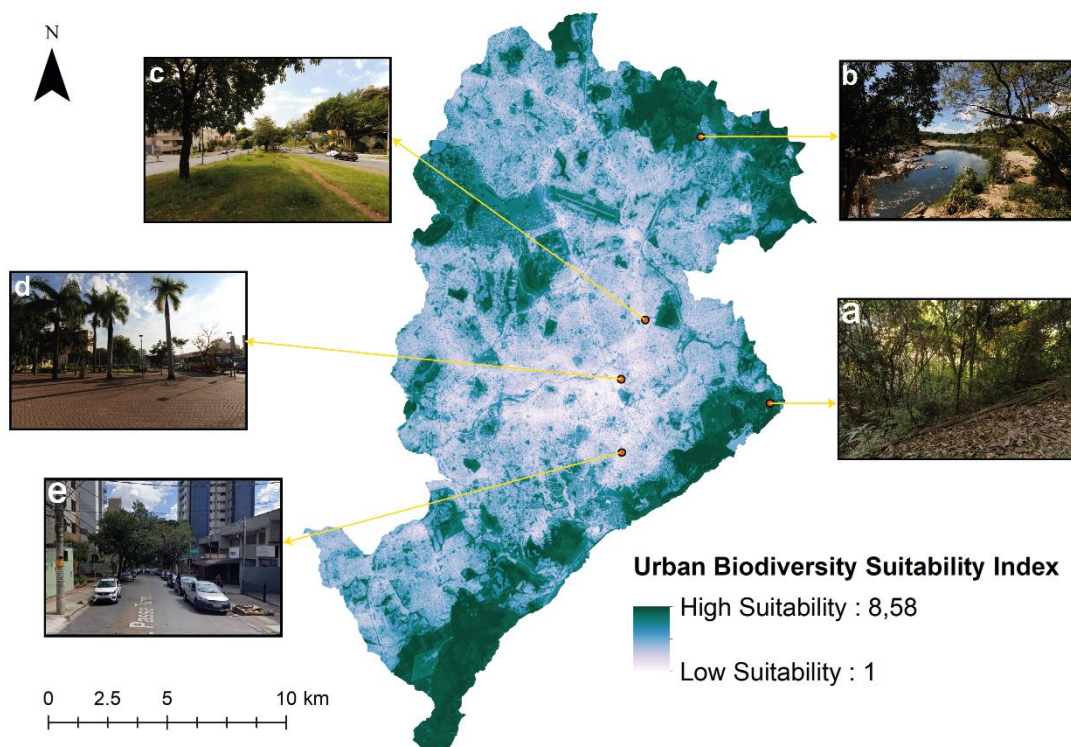 N
c
b
d
a
e
Urban Biodiversity Suitability Index
High Suitability : 8,58
Low Suitability : 1
0 2.5 5 10 km